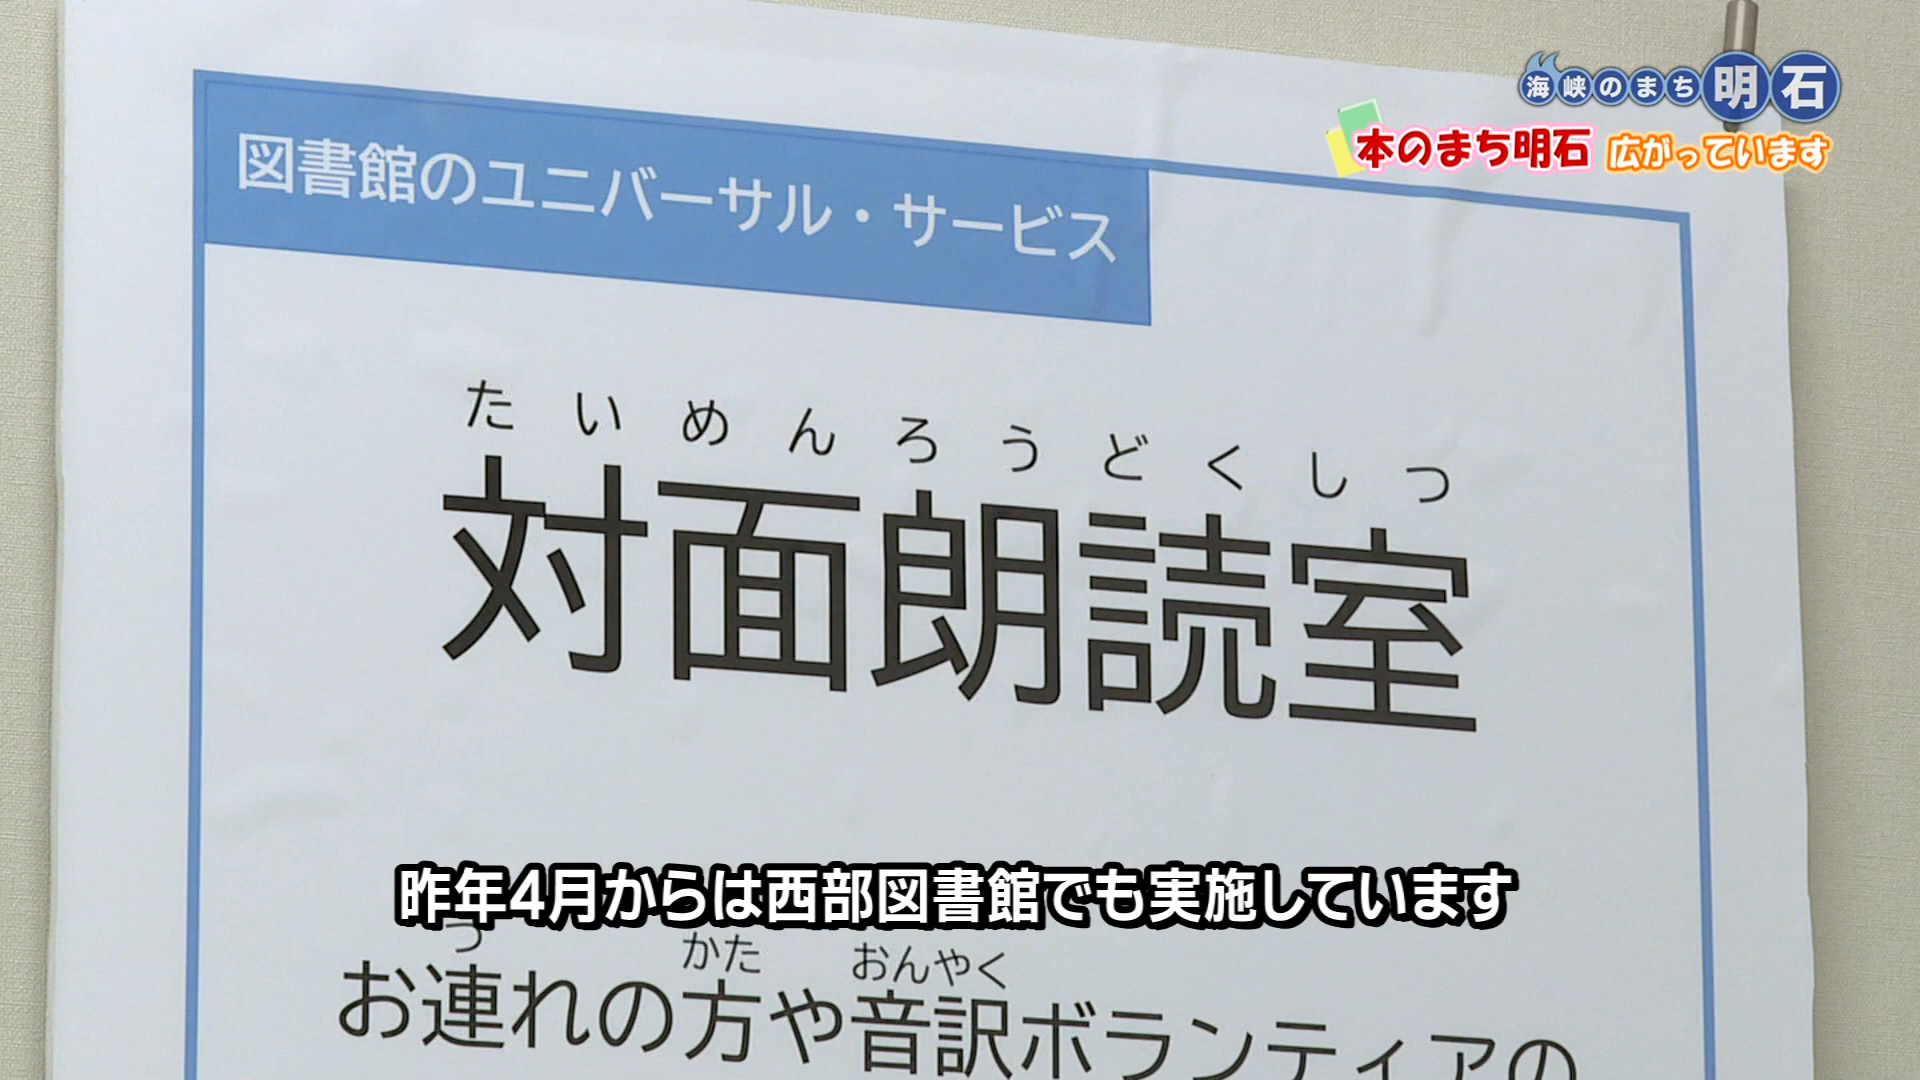 海峡のまち明石
本のまち明石 広がっています
図書館のユニバーサル・サービス
たいめんろうどくしつ
対面朗読室
昨年4月からは西部図書館でも実施しています
つ かた おんやく
お連れの方や音訳ボランティアの